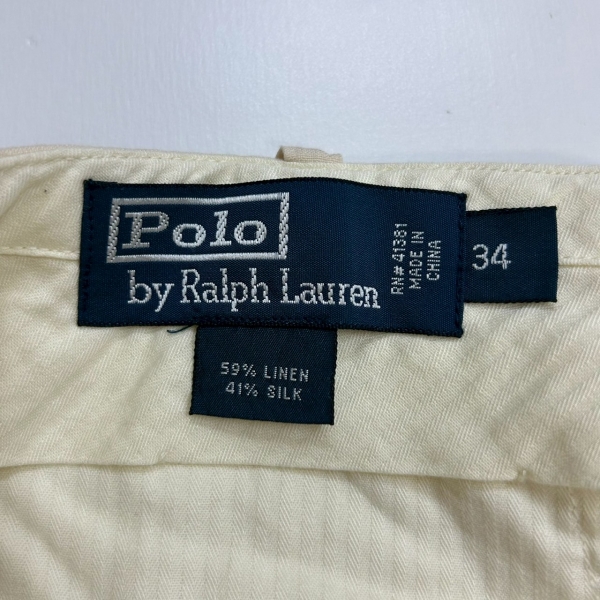 Polo
by Ralph Lauren
RN# 41381
MADE IN
CHINA
34
59% LINEN
41% SILK